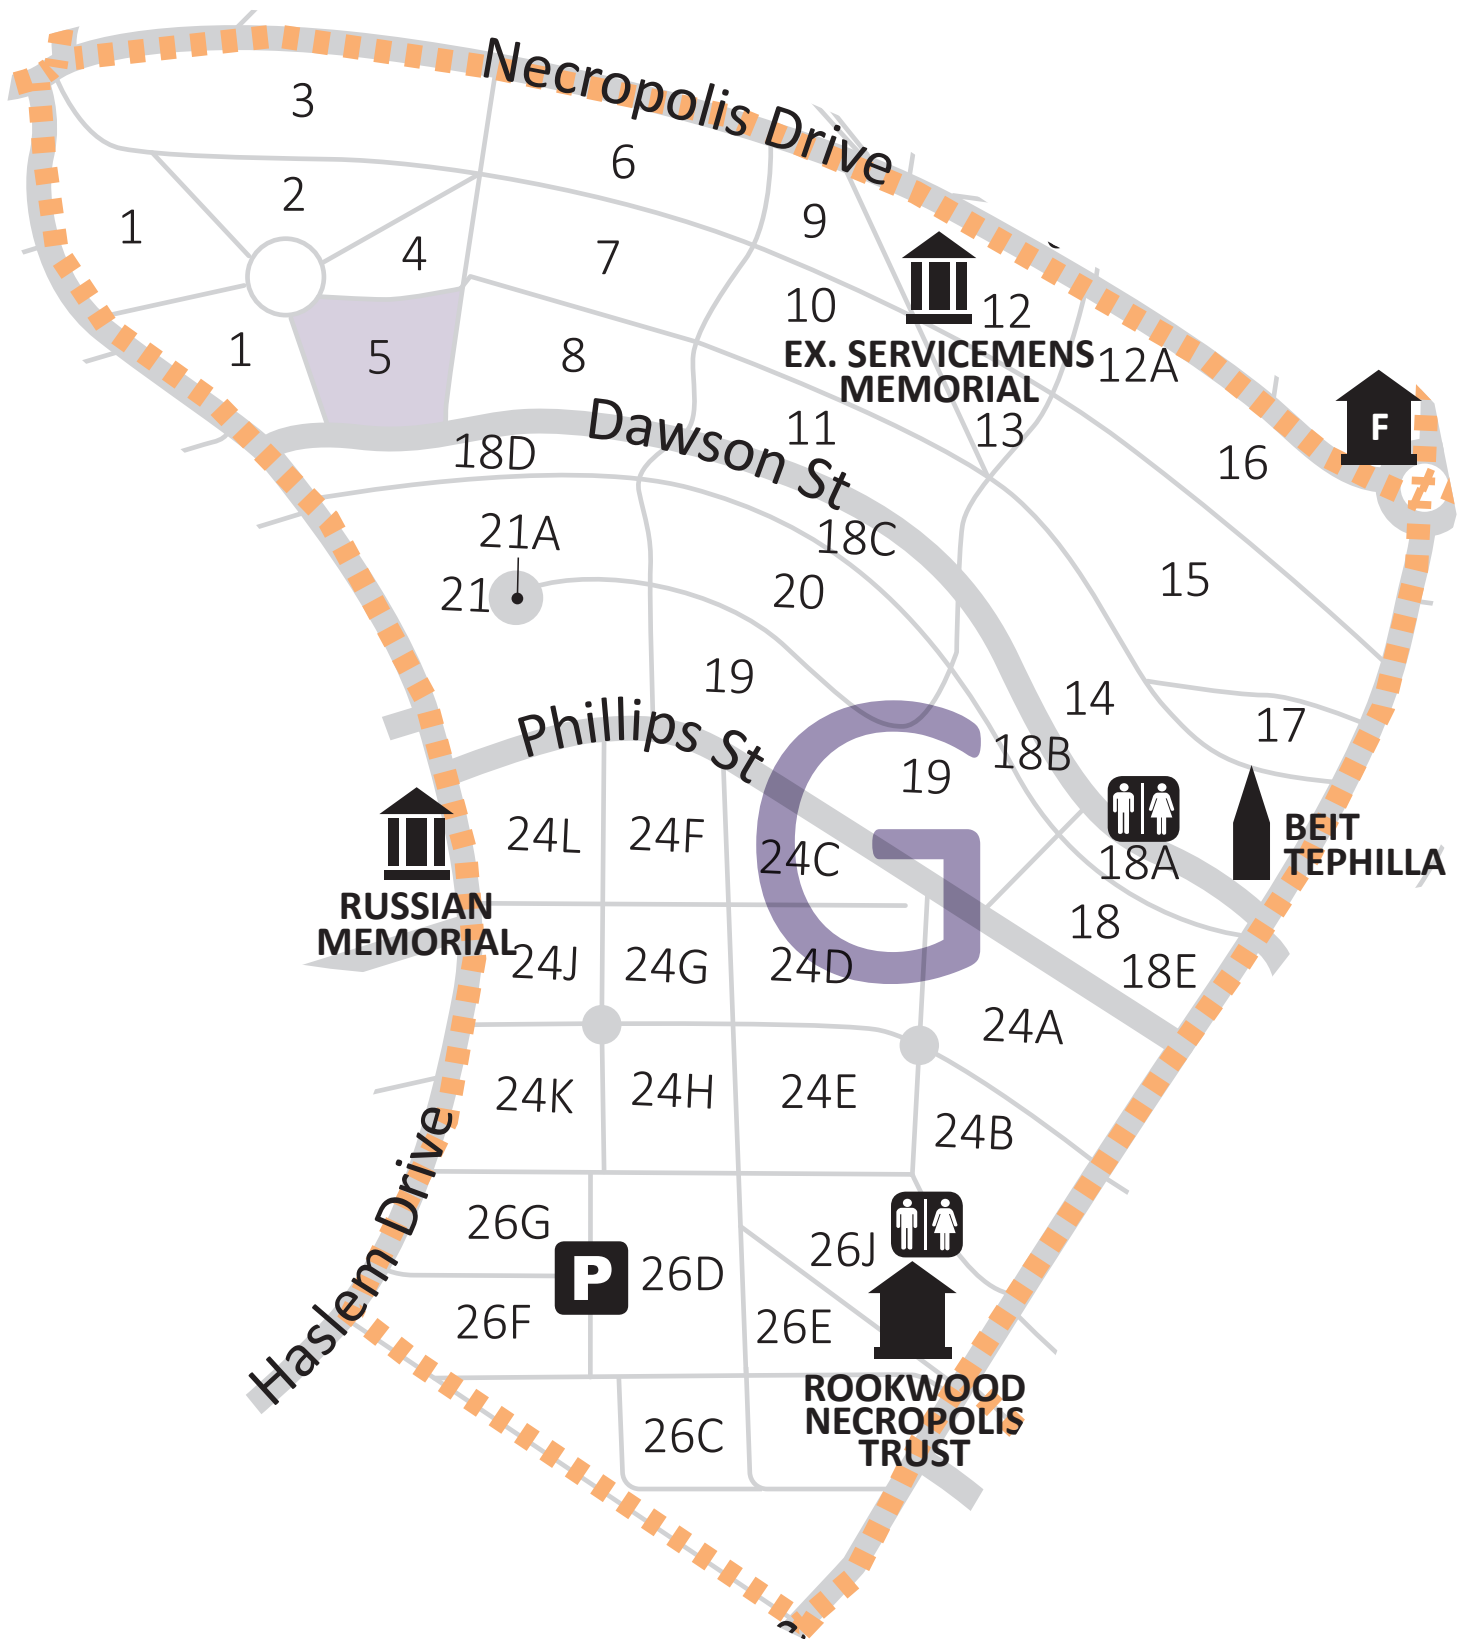 Necropolis Drive
3
6
2
1
9
4
7
10
12
EX. SERVICEMENS
MEMORIAL
12A
1
5
8
F
11
13
Dawson St
18D
16
21A
18C
21
20
15
19
14
17
Phillips St
18B
19
G
24L
24F
24C
BEIT
TEPHILLA
18A
RUSSIAN
MEMORIAL
18
24J
24G
24D
18E
24A
24K
24H
24E
24B
Haslem Drive
26G
26J
P
26D
26F
26E
ROOKWOOD
NECROPOLIS
TRUST
26C